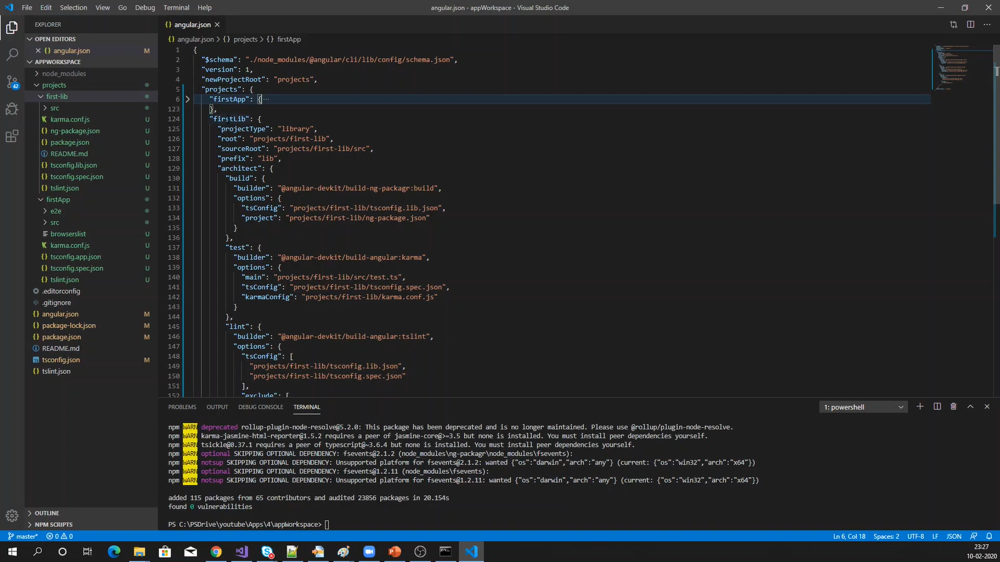 File Edit Selection View Go Debug Terminal Help
angular.json - appWorkspace - Visual Studio Code
EXPLORER
OPEN EDITORS
angular.json M
APPWORKSPACE
node_modules
projects
first-lib
src
karma.conf.js U
ng-package.json U
package.json U
README.md U
tsconfig.lib.json U
tsconfig.spec.json U
tslint.json U
firstApp
e2e
src
browserslist U
karma.conf.js U
tsconfig.app.json U
tsconfig.spec.json U
tslint.json U
.editorconfig
.gitignore
angular.json M
package-lock.json M
package.json M
README.md
tsconfig.json M
tslint.json
OUTLINE
NPM SCRIPTS
42
angular.json
angular.json > {} projects > {} firstApp
1 {
2 "$schema": "./node_modules/@angular/cli/lib/config/schema.json",
3 "version": 1,
4 "newProjectRoot": "projects",
5 "projects": {
6 "firstApp": {···
123 },
124 "firstLib": {
125 "projectType": "library",
126 "root": "projects/first-lib",
127 "sourceRoot": "projects/first-lib/src",
128 "prefix": "lib",
129 "architect": {
130 "build": {
131 "builder": "@angular-devkit/build-ng-packagr:build",
132 "options": {
133 "tsConfig": "projects/first-lib/tsconfig.lib.json",
134 "project": "projects/first-lib/ng-package.json"
135 }
136 },
137 "test": {
138 "builder": "@angular-devkit/build-angular:karma",
139 "options": {
140 "main": "projects/first-lib/src/test.ts",
141 "tsConfig": "projects/first-lib/tsconfig.spec.json",
142 "karmaConfig": "projects/first-lib/karma.conf.js"
143 }
144 },
145 "lint": {
146 "builder": "@angular-devkit/build-angular:tslint",
147 "options": {
148 "tsConfig": [
149 "projects/first-lib/tsconfig.lib.json",
150 "projects/first-lib/tsconfig.spec.json"
151 ],
152 "exclude": [
PROBLEMS OUTPUT DEBUG CONSOLE TERMINAL
1: powershell
npm WARN deprecated rollup-plugin-node-resolve@5.2.0: This package has been deprecated and is no longer maintained. Please use @rollup/plugin-node-resolve.
npm WARN karma-jasmine-html-reporter@1.5.2 requires a peer of jasmine-core@>=3.5 but none is installed. You must install peer dependencies yourself.
npm WARN tsickle@0.37.1 requires a peer of typescript@~3.6.4 but none is installed. You must install peer dependencies yourself.
npm WARN optional SKIPPING OPTIONAL DEPENDENCY: fsevents@2.1.2 (node_modules\ng-packagr\node_modules\fsevents):
npm WARN notsup SKIPPING OPTIONAL DEPENDENCY: Unsupported platform for fsevents@2.1.2: wanted {"os":"darwin","arch":"any"} (current: {"os":"win32","arch":"x64"})
npm WARN optional SKIPPING OPTIONAL DEPENDENCY: fsevents@1.2.11 (node_modules\fsevents):
npm WARN notsup SKIPPING OPTIONAL DEPENDENCY: Unsupported platform for fsevents@1.2.11: wanted {"os":"darwin","arch":"any"} (current: {"os":"win32","arch":"x64"})
added 115 packages from 65 contributors and audited 23856 packages in 20.154s
found 0 vulnerabilities
PS C:\PSDrive\youtube\Apps\4\appWorkspace>
master* 0 0
Ln 6, Col 18 Spaces: 2 UTF-8 LF JSON
23:27
10-02-2020